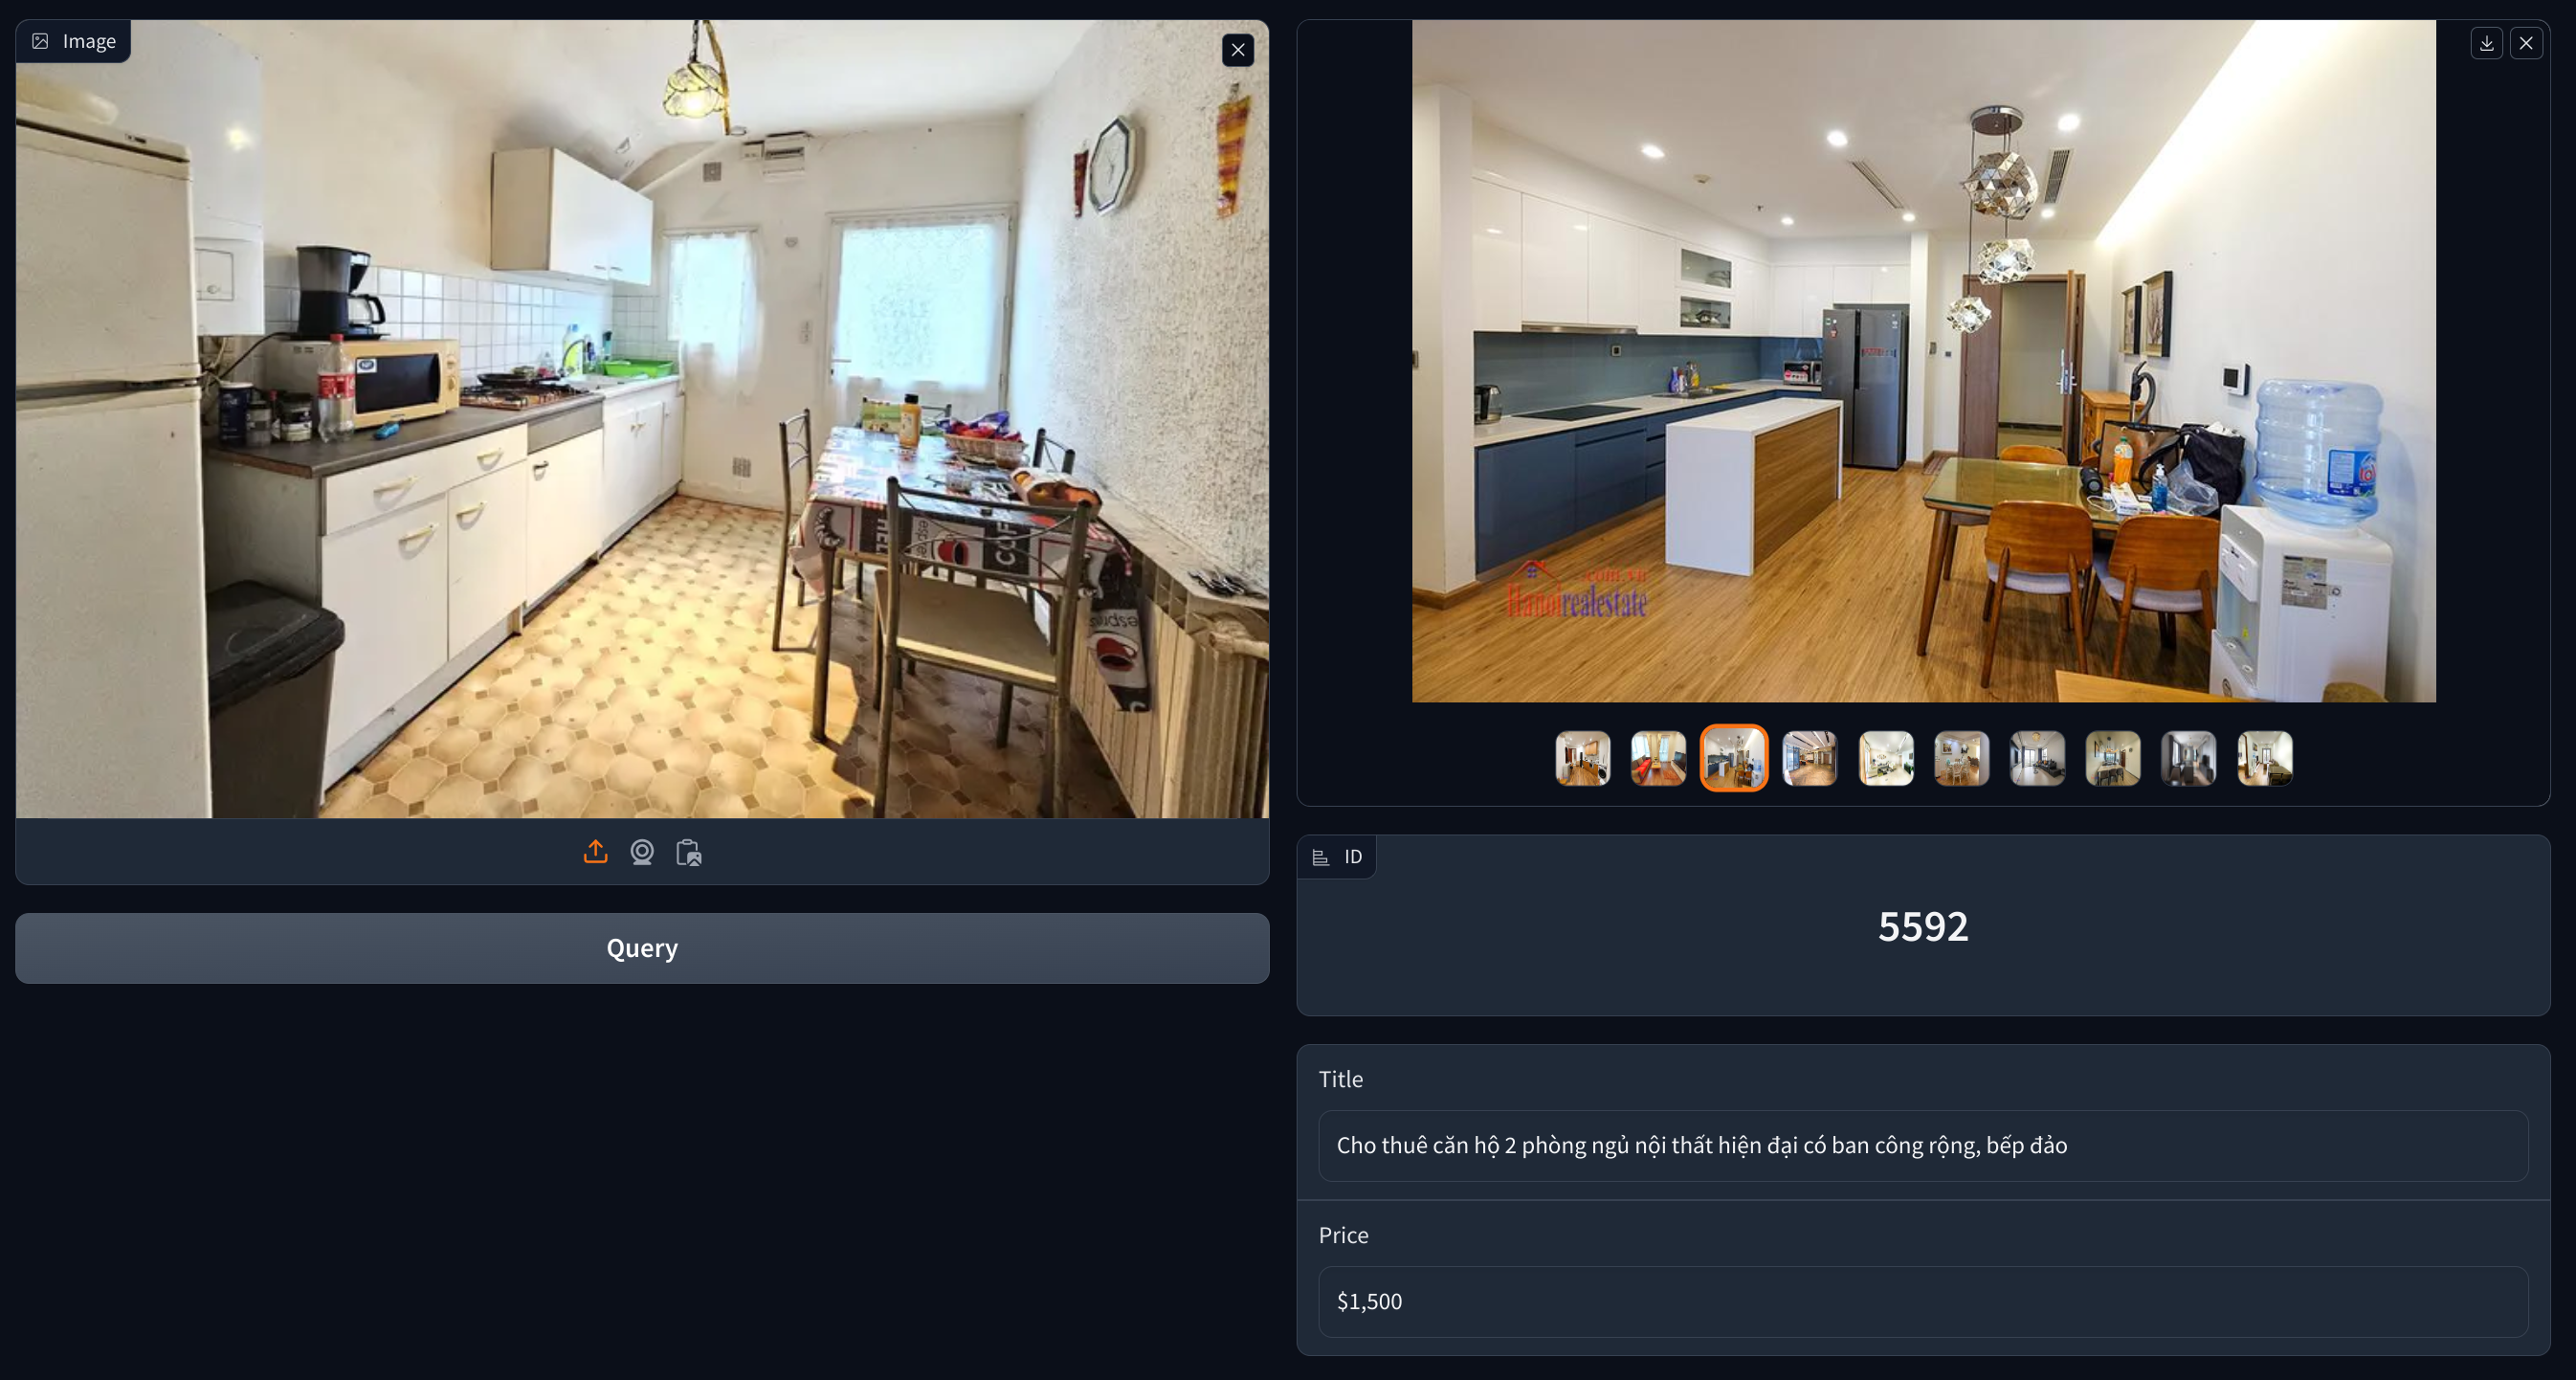 Image
.com.vn
Hanoirealestate
ID
5592
Query
Title
Cho thuê căn hộ 2 phòng ngủ nội thất hiện đại có ban công rộng, bếp đảo
Price
$1,500